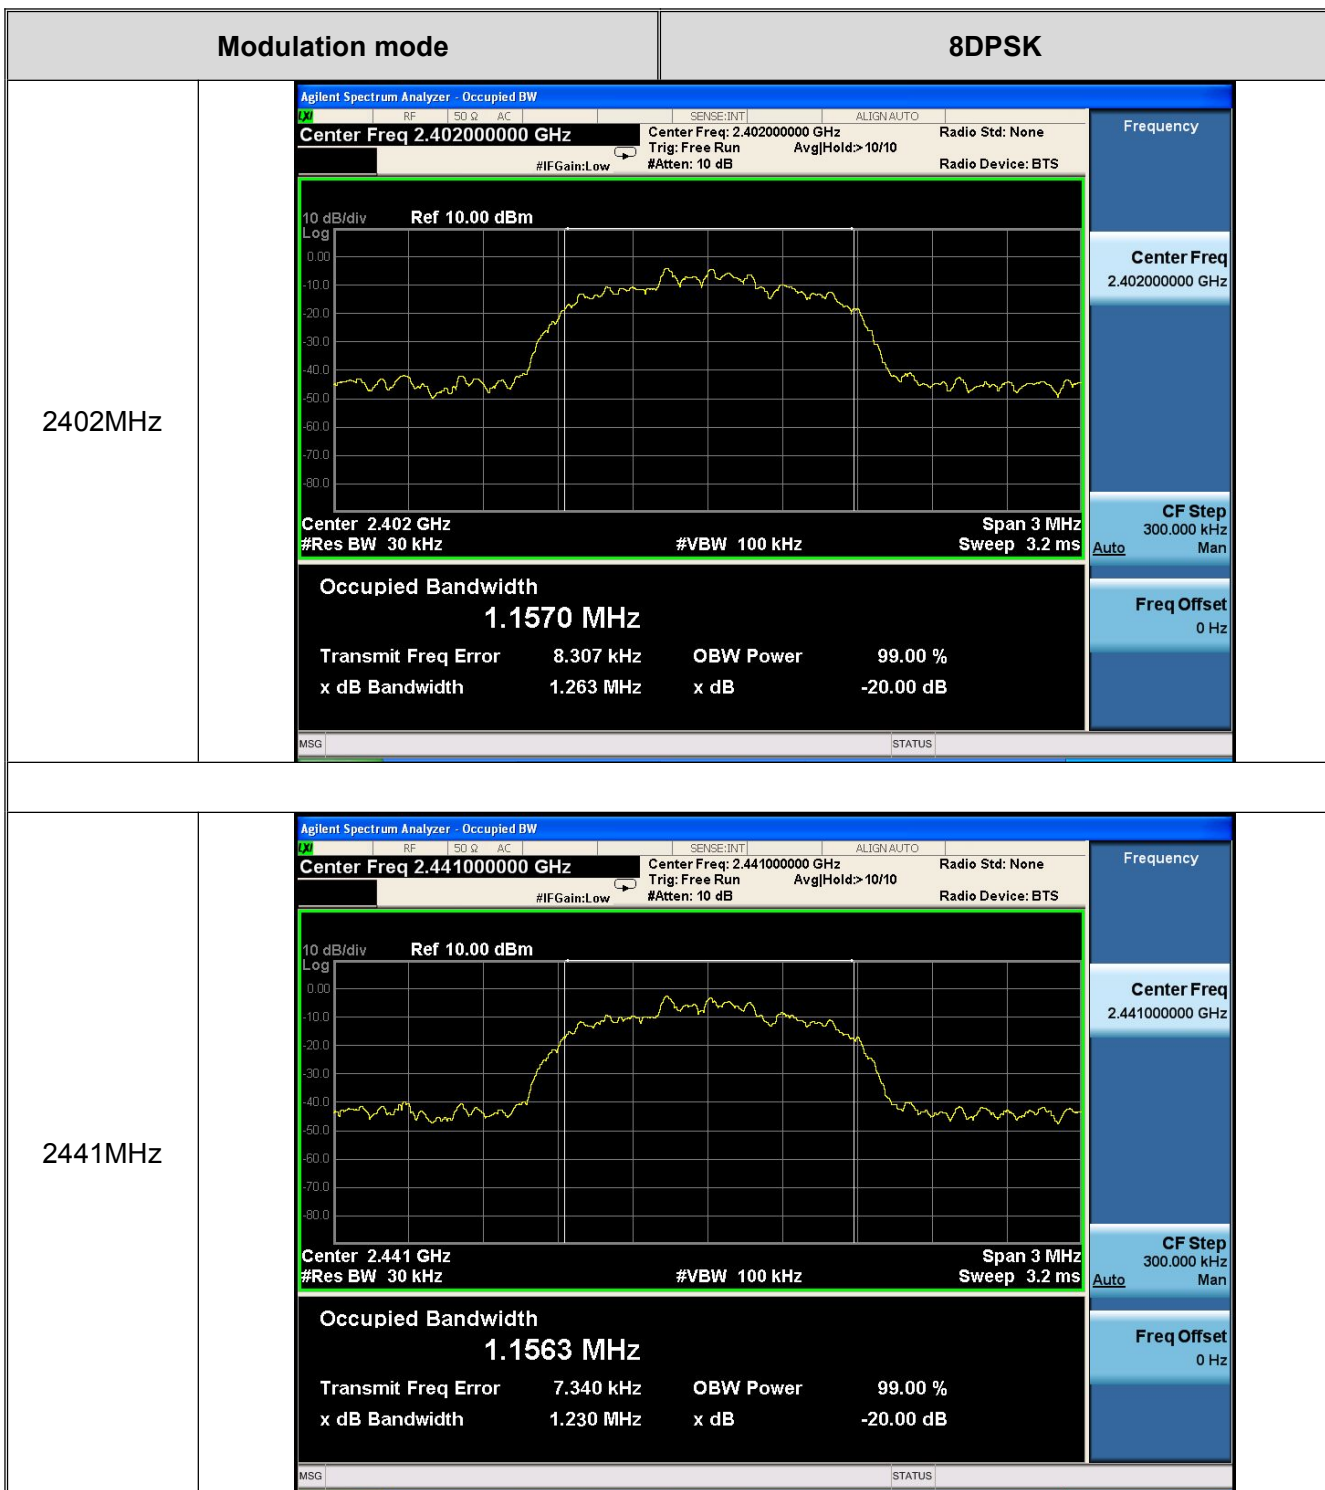 Modulation mode 8DPSK
2402MHz
Agilent Spectrum Analyzer - Occupied BW
LXI RF 50 Ω AC SENSE:INT ALIGN AUTO
Center Freq 2.402000000 GHz
Center Freq: 2.402000000 GHz Radio Std: None
Trig: Free Run Avg|Hold:>10/10
#IFGain:Low #Atten: 10 dB Radio Device: BTS
10 dB/div Ref 10.00 dBm
Log
0.00
-10.0
-20.0
-30.0
-40.0
-50.0
-60.0
-70.0
-80.0
Center 2.402 GHz Span 3 MHz
#Res BW 30 kHz #VBW 100 kHz Sweep 3.2 ms
Occupied Bandwidth
1.1570 MHz
Transmit Freq Error 8.307 kHz OBW Power 99.00 %
x dB Bandwidth 1.263 MHz x dB -20.00 dB
MSG STATUS
Frequency
Center Freq
2.402000000 GHz
CF Step
300.000 kHz
Auto Man
Freq Offset
0 Hz
2441MHz
Agilent Spectrum Analyzer - Occupied BW
LXI RF 50 Ω AC SENSE:INT ALIGN AUTO
Center Freq 2.441000000 GHz
Center Freq: 2.441000000 GHz Radio Std: None
Trig: Free Run Avg|Hold:>10/10
#IFGain:Low #Atten: 10 dB Radio Device: BTS
10 dB/div Ref 10.00 dBm
Log
0.00
-10.0
-20.0
-30.0
-40.0
-50.0
-60.0
-70.0
-80.0
Center 2.441 GHz Span 3 MHz
#Res BW 30 kHz #VBW 100 kHz Sweep 3.2 ms
Occupied Bandwidth
1.1563 MHz
Transmit Freq Error 7.340 kHz OBW Power 99.00 %
x dB Bandwidth 1.230 MHz x dB -20.00 dB
MSG STATUS
Frequency
Center Freq
2.441000000 GHz
CF Step
300.000 kHz
Auto Man
Freq Offset
0 Hz